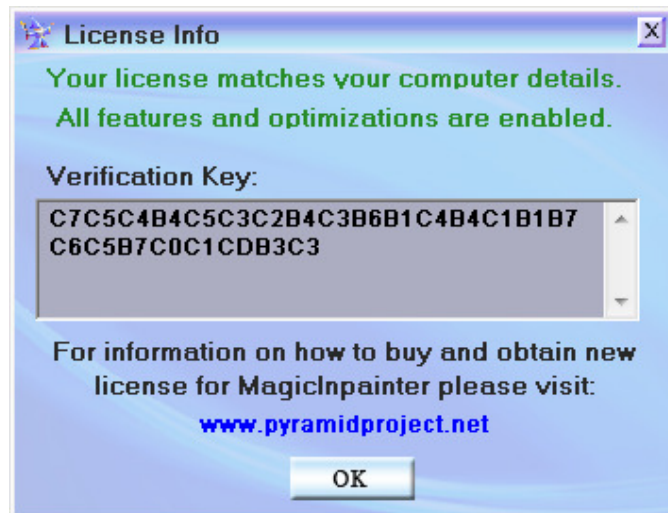 License Info
X
Your license matches your computer details.
All features and optimizations are enabled.
Verification Key:
C7C5C4B4C5C3C2B4C3B6B1C4B4C1B1B7
C6C5B7C0C1CDB3C3
For information on how to buy and obtain new
license for MagicInpainter please visit:
www.pyramidproject.net
OK